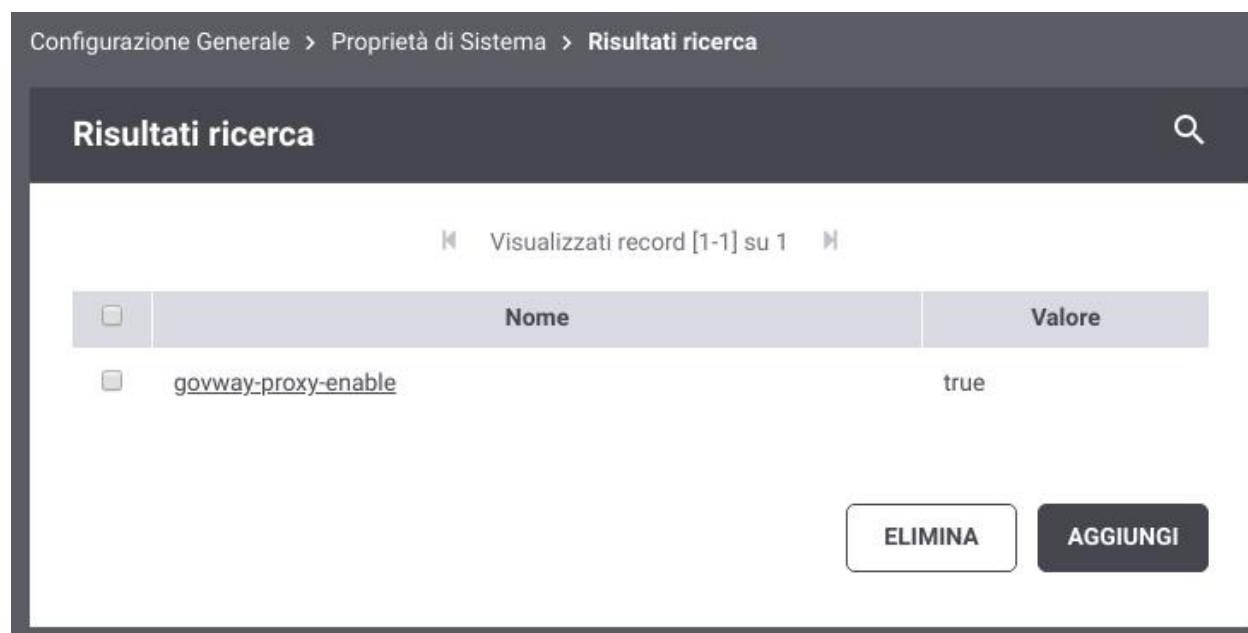 Configurazione Generale > Proprietà di Sistema > Risultati ricerca
Risultati ricerca
Visualizzati record [1-1] su 1
Nome Valore
govway-proxy-enable true
ELIMINA AGGIUNGI